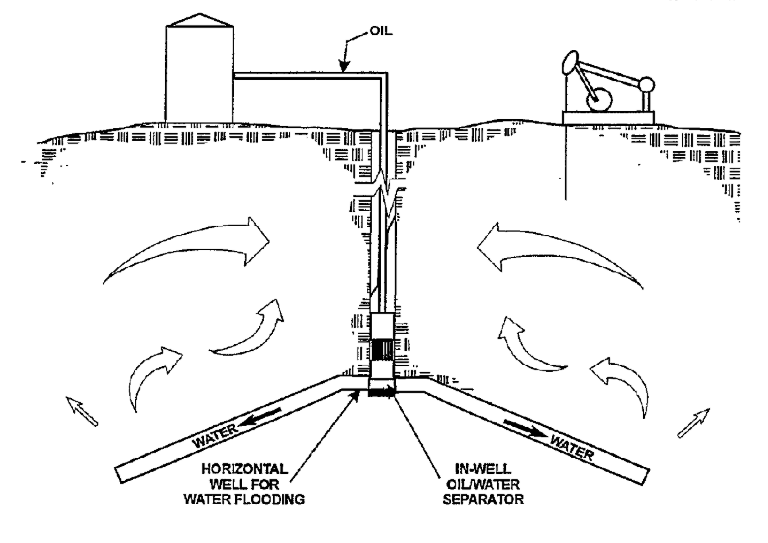 OIL
WATER
WATER
HORIZONTAL
WELL FOR
WATER FLOODING
IN-WELL
OIL/WATER
SEPARATOR